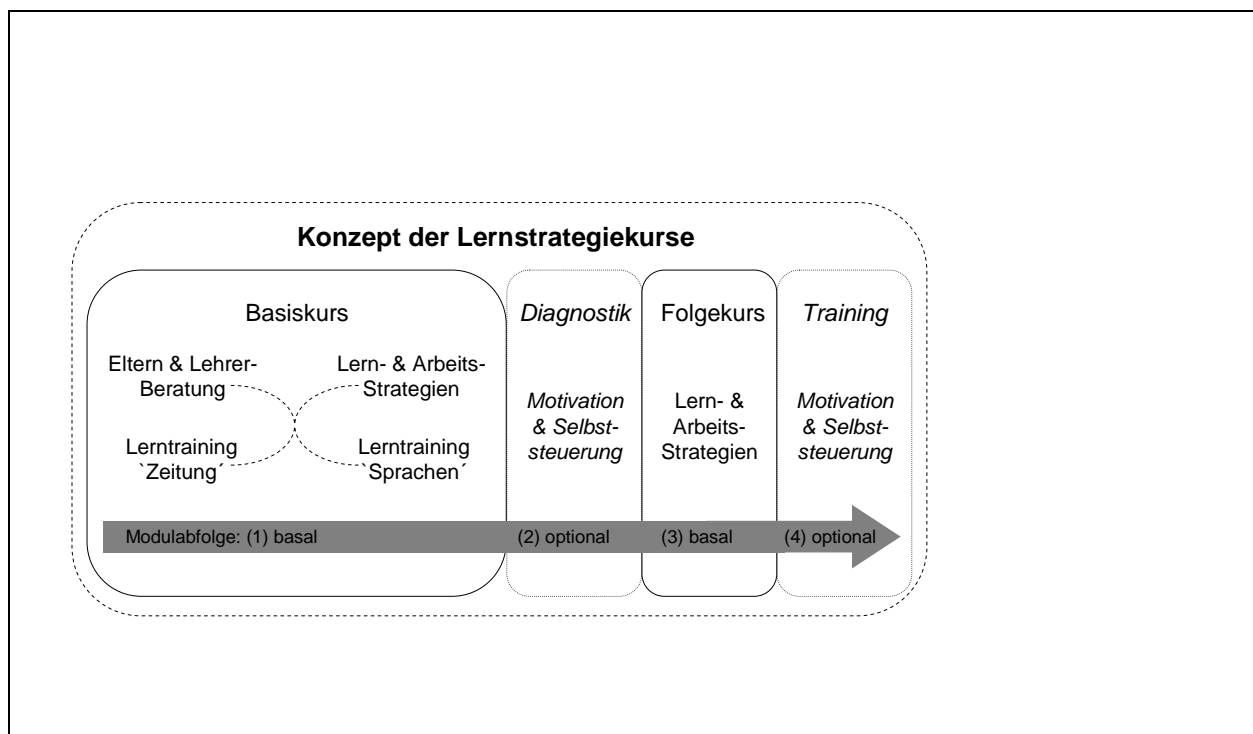 Konzept der Lernstrategiekurse
Basiskurs
Eltern & Lehrer-
Beratung
Lern- & Arbeits-
Strategien
Lerntraining
`Zeitung´
Lerntraining
`Sprachen´
Diagnostik
Motivation
& Selbst-
steuerung
Folgekurs
Lern- &
Arbeits-
Strategien
Training
Motivation
& Selbst-
steuerung
Modulabfolge: (1) basal
(2) optional
(3) basal
(4) optional